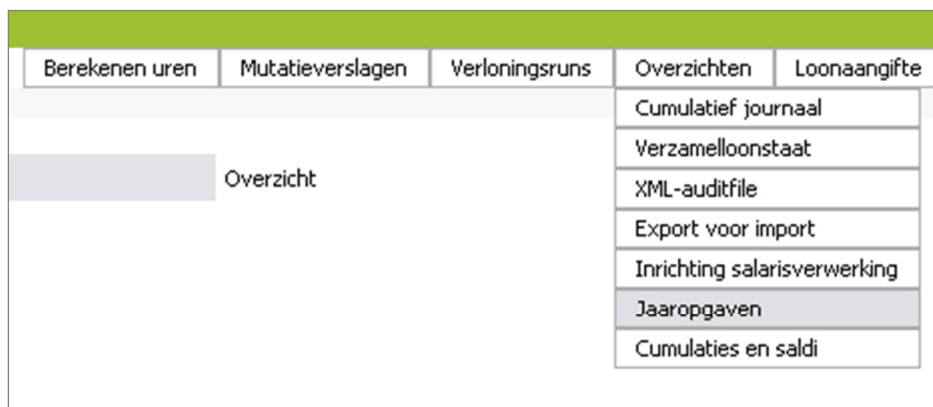 Berekenen uren Mutatieverslagen Verloningsruns Overzichten Loonaangifte
Cumulatief journaal
Verzamelloonstaat
Overzicht
XML-auditfile
Export voor import
Inrichting salarisverwerking
Jaaropgaven
Cumulaties en saldi